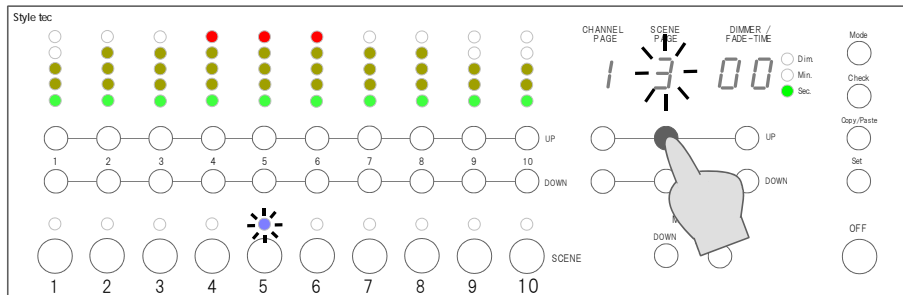 Style tec
CHANNEL PAGE
SCENE PAGE
DIMMER / FADE-TIME
1 3 00
Dim.
Min.
Sec.
Mode
Check
Copy/Paste
Set
OFF
UP
1 2 3 4 5 6 7 8 9 10
DOWN
UP
DOWN
DOWN
SCENE
1 2 3 4 5 6 7 8 9 10